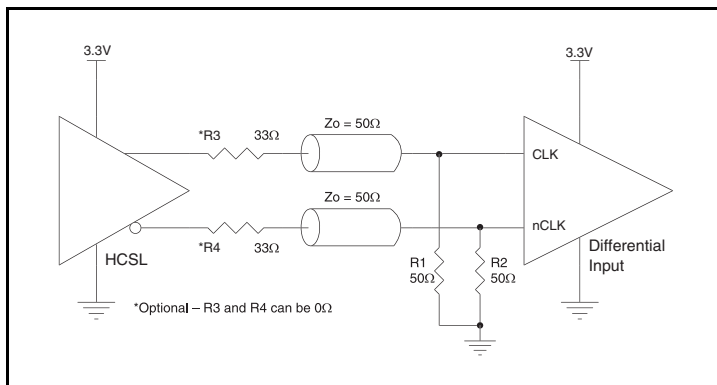 3.3V
3.3V
*R3
33Ω
Zo = 50Ω
CLK
Zo = 50Ω
nCLK
*R4
33Ω
HCSL
R1
50Ω
R2
50Ω
Differential
Input
*Optional – R3 and R4 can be 0Ω